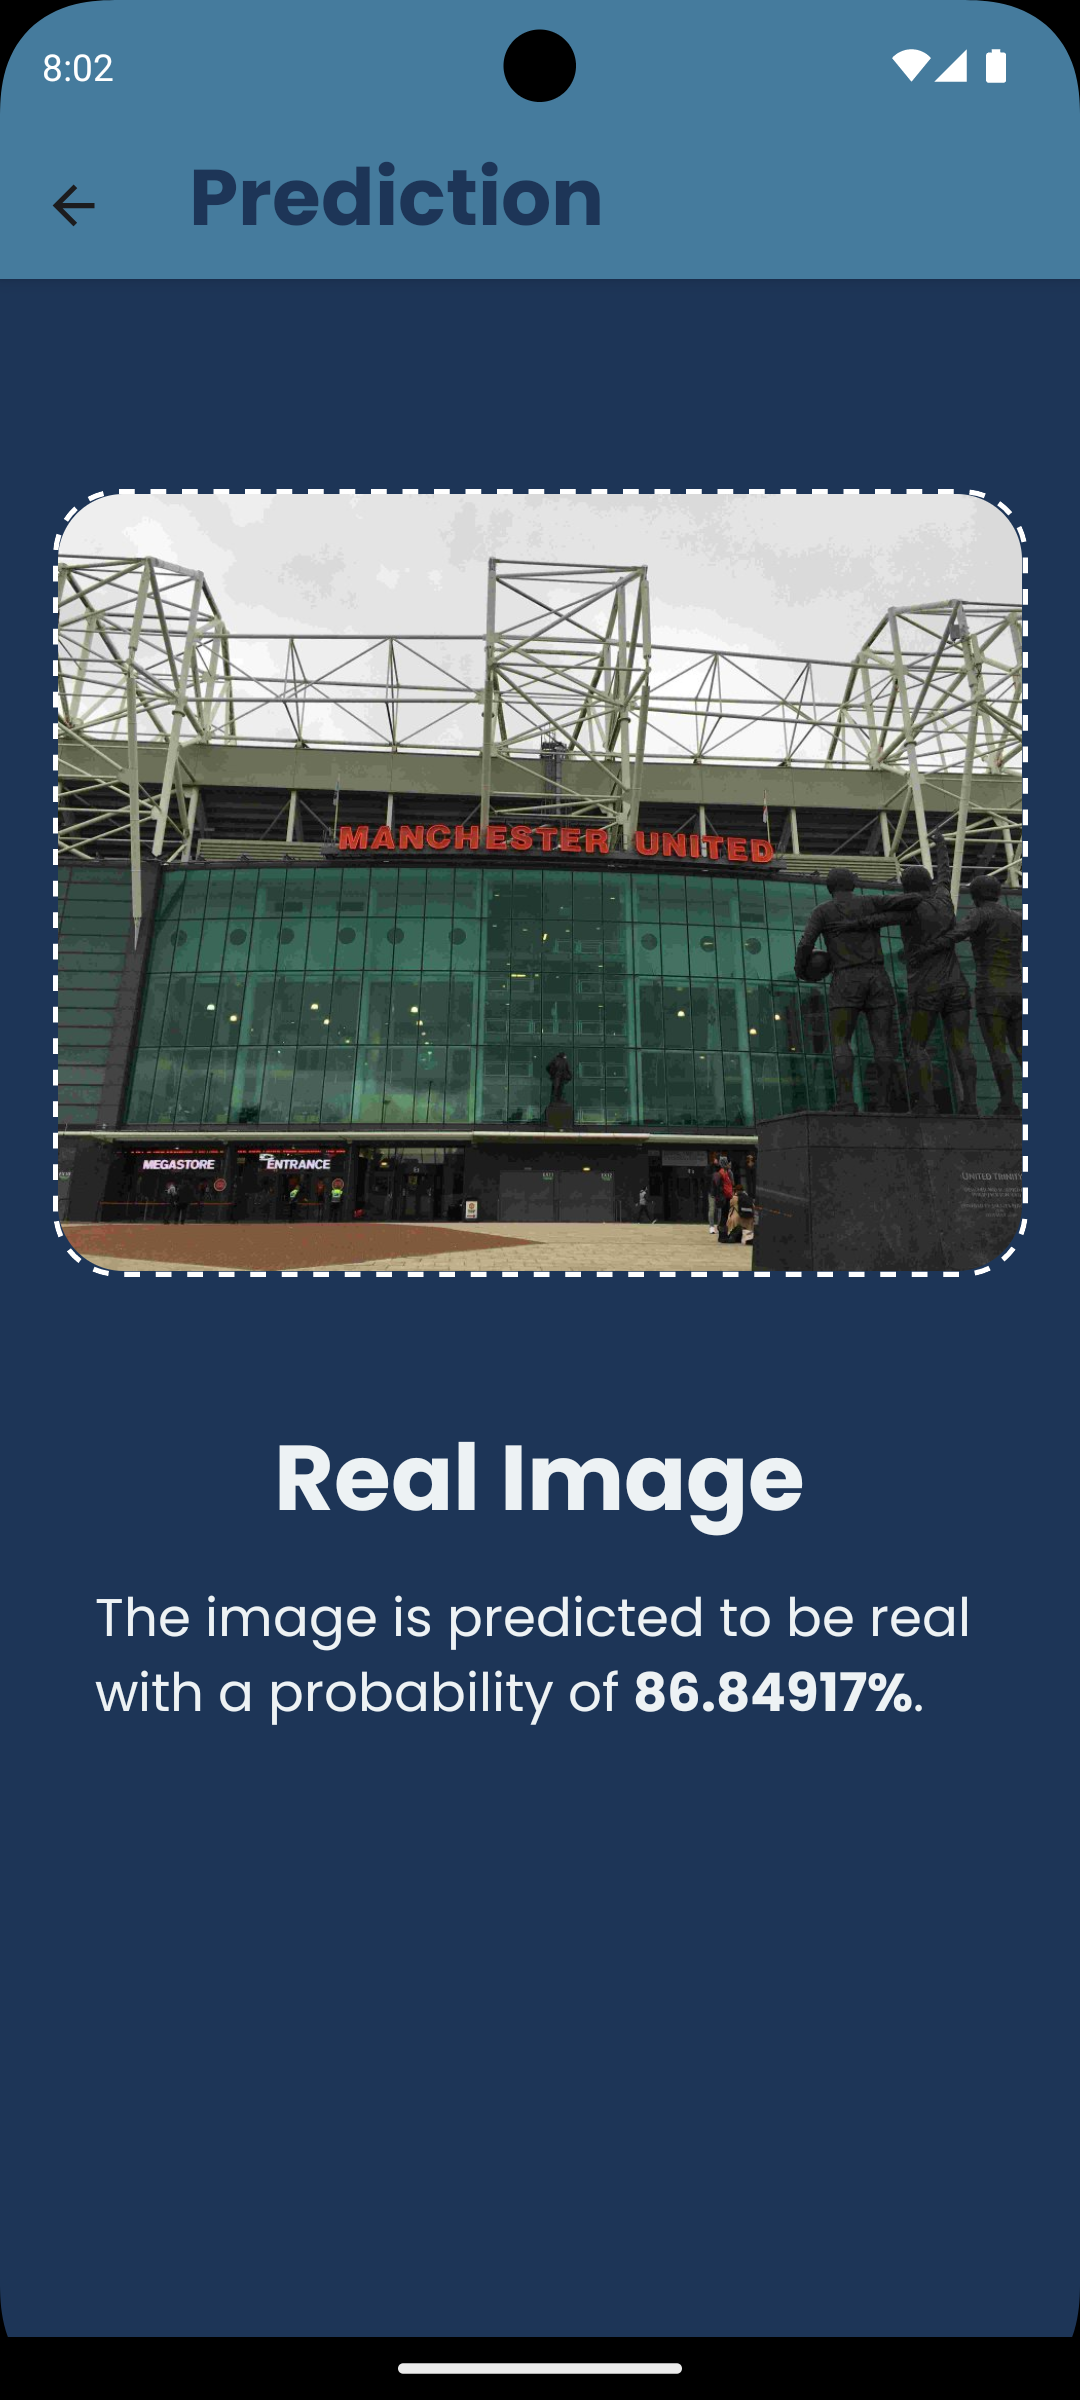 8:02
Prediction
MANCHESTER UNITED
MEGASTORE
ENTRANCE
UNITED TRINITY
Real Image
The image is predicted to be real
with a probability of 86.84917%.